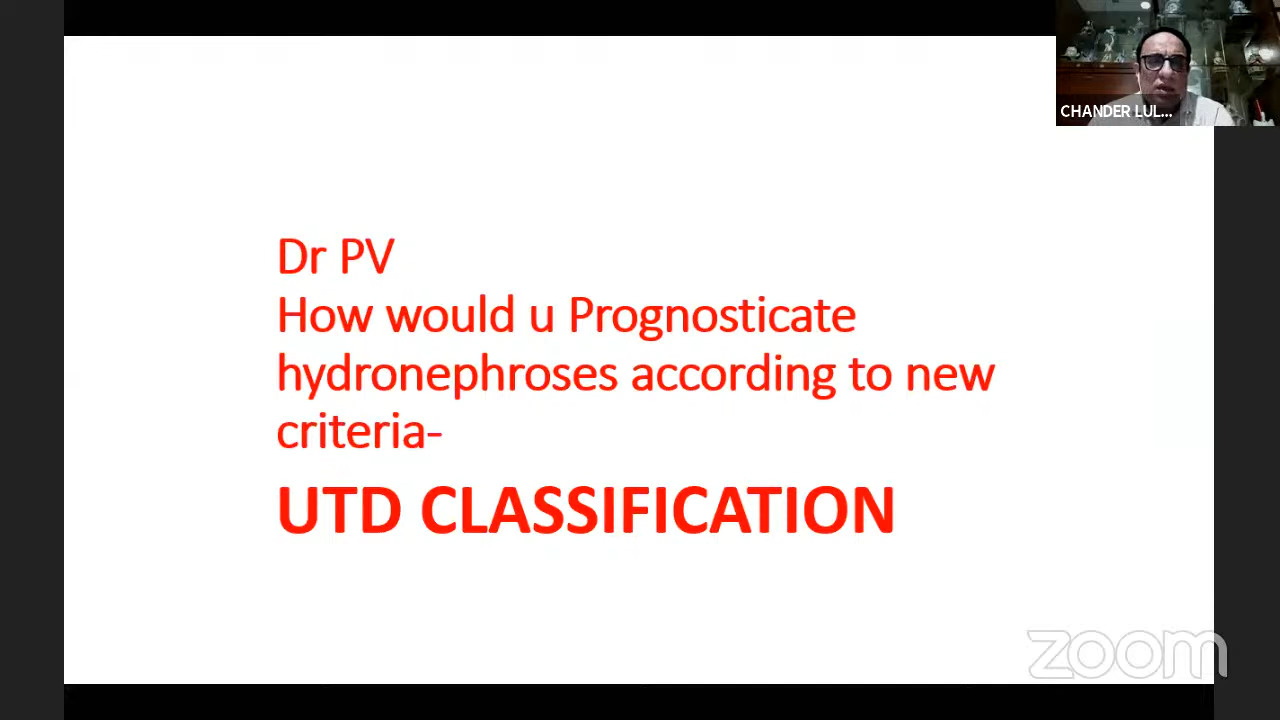 CHANDER LUL...
Dr PV
How would u Prognosticate
hydronephroses according to new
criteria-
UTD CLASSIFICATION
zoom